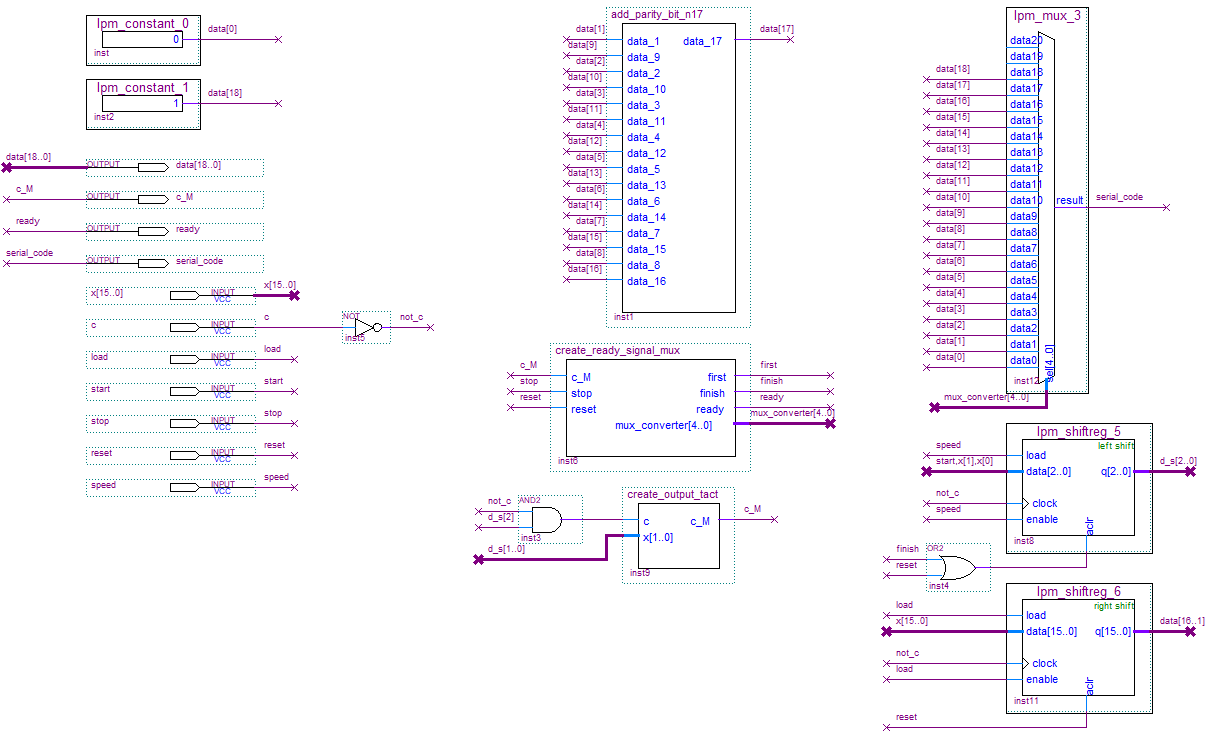 lpm_constant_0
0
inst
data[0]
lpm_constant_1
1
inst2
data[18]
data[18..0]
OUTPUT
data[18..0]
c_M
OUTPUT
c_M
ready
OUTPUT
ready
serial_code
OUTPUT
serial_code
x[15..0]
INPUT
VCC
x[15..0]
c
INPUT
VCC
c
NOT
inst5
not_c
load
INPUT
VCC
load
start
INPUT
VCC
start
stop
INPUT
VCC
stop
reset
INPUT
VCC
reset
speed
INPUT
VCC
speed
add_parity_bit_n17
data[1]
data_1
data_17
data[17]
data[9]
data_9
data[2]
data_2
data[10]
data_10
data[3]
data_3
data[11]
data_11
data[4]
data_4
data[12]
data_12
data[5]
data_5
data[13]
data_13
data[6]
data_6
data[14]
data_14
data[7]
data_7
data[15]
data_15
data[8]
data_8
data[16]
data_16
inst1
create_ready_signal_mux
c_M
c_M
first
first
stop
stop
finish
finish
reset
reset
ready
ready
mux_converter[4..0]
mux_converter[4..0]
inst6
not_c
d_s[2]
AND2
inst3
d_s[1..0]
create_output_tact
c
c_M
x[1..0]
inst9
c_M
lpm_mux_3
data20
data19
data[18]
data18
data[17]
data17
data[16]
data16
data[15]
data15
data[14]
data14
data[13]
data13
data[12]
data12
data[11]
data11
data[10]
data10
result
serial_code
data[9]
data9
data[8]
data8
data[7]
data7
data[6]
data6
data[5]
data5
data[4]
data4
data[3]
data3
data[2]
data2
data[1]
data1
data[0]
data0
sel[4..0]
inst12
mux_converter[4..0]
lpm_shiftreg_5
left shift
speed
load
start,x[1],x[0]
data[2..0]
q[2..0]
d_s[2..0]
not_c
clock
speed
enable
aclr
inst8
finish
reset
OR2
inst4
lpm_shiftreg_6
right shift
load
load
x[15..0]
data[15..0]
q[15..0]
data[16..1]
not_c
clock
load
enable
aclr
inst11
reset